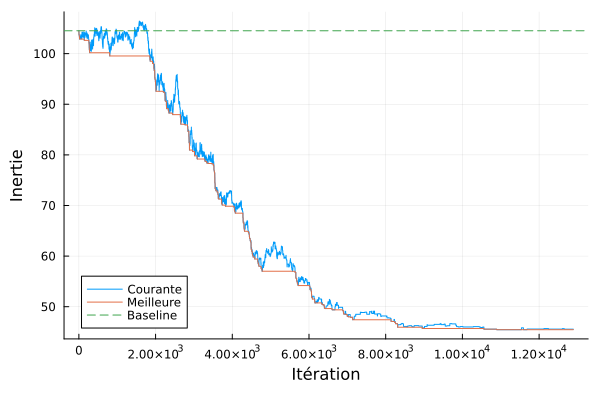 Inertie
100
90
80
70
60
50
Courante
Meilleure
Baseline
0
2.00×10³
4.00×10³
6.00×10³
8.00×10³
1.00×10⁴
1.20×10⁴
Itération